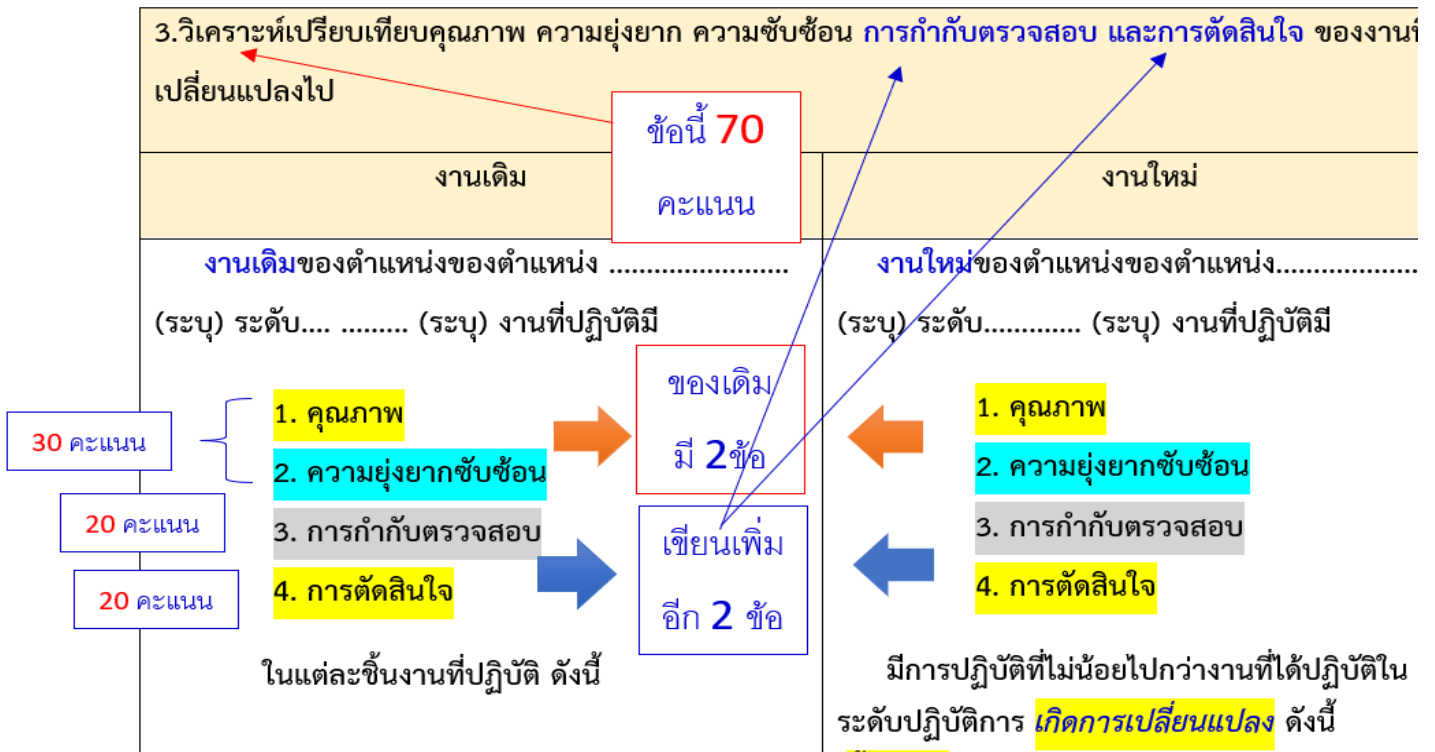 3.วิเคราะห์เปรียบเทียบคุณภาพ ความยุ่งยาก ความซับซ้อน การกำกับตรวจสอบ และการตัดสินใจ ของงาน
เปลี่ยนแปลงไป
ข้อนี้ 70
คะแนน
งานเดิม
งานใหม่
งานเดิมของตำแหน่งของตำแหน่ง ........................
(ระบุ) ระดับ.... ......... (ระบุ) งานที่ปฏิบัติมี
30 คะแนน
1. คุณภาพ
2. ความยุ่งยากซับซ้อน
20 คะแนน
3. การกำกับตรวจสอบ
20 คะแนน
4. การตัดสินใจ
ในแต่ละชิ้นงานที่ปฏิบัติ ดังนี้
ของเดิม
มี 2ข้อ
เขียนเพิ่ม
อีก 2 ข้อ
งานใหม่ของตำแหน่งของตำแหน่ง...................
(ระบุ) ระดับ............. (ระบุ) งานที่ปฏิบัติมี
1. คุณภาพ
2. ความยุ่งยากซับซ้อน
3. การกำกับตรวจสอบ
4. การตัดสินใจ
มีการปฏิบัติที่ไม่น้อยไปกว่างานที่ได้ปฏิบัติใน
ระดับปฏิบัติการ เกิดการเปลี่ยนแปลง ดังนี้